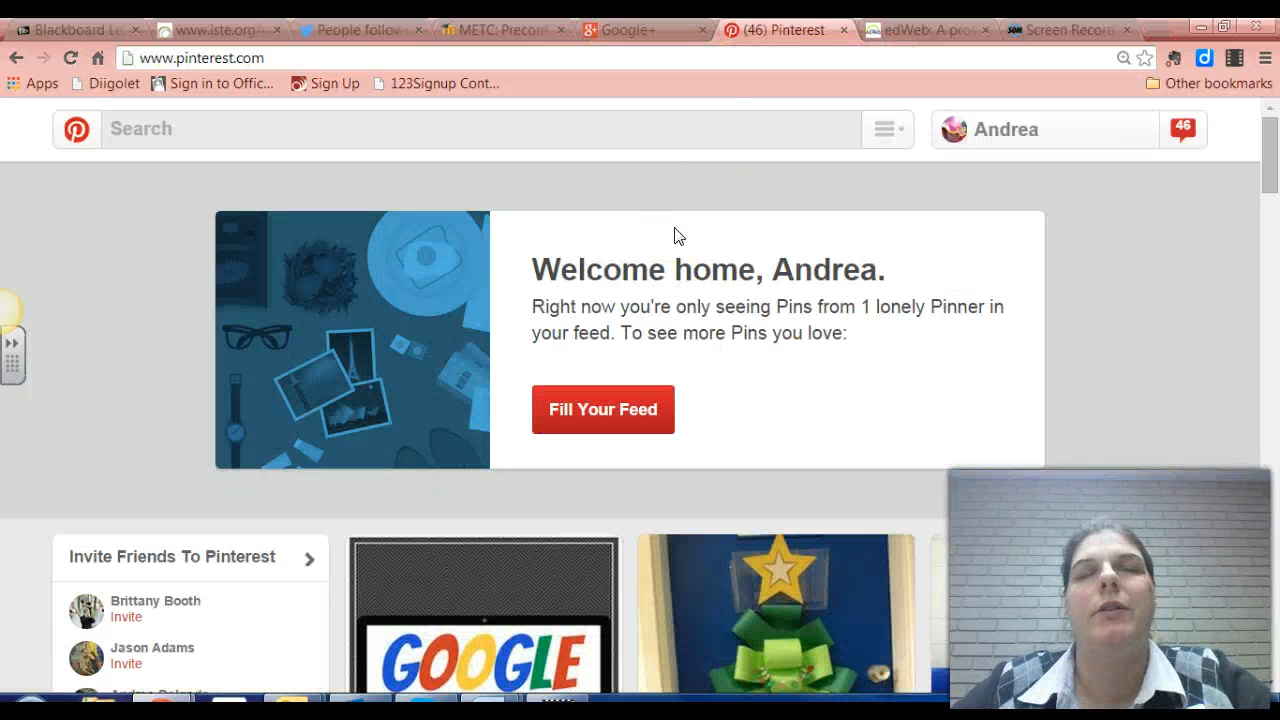 Blackboard Le
www.iste.org
People follow
METC: Precom
Google+
(46) Pinterest
edWeb: A pro
Screen Recor
www.pinterest.com
Apps
Diigolet
Sign in to Offic...
Sign Up
123Signup Cont...
Other bookmarks
Search
Andrea
46
Welcome home, Andrea.
Right now you're only seeing Pins from 1 lonely Pinner in
your feed. To see more Pins you love:
Fill Your Feed
Invite Friends To Pinterest
Brittany Booth
Invite
Jason Adams
Invite
GOOGLE